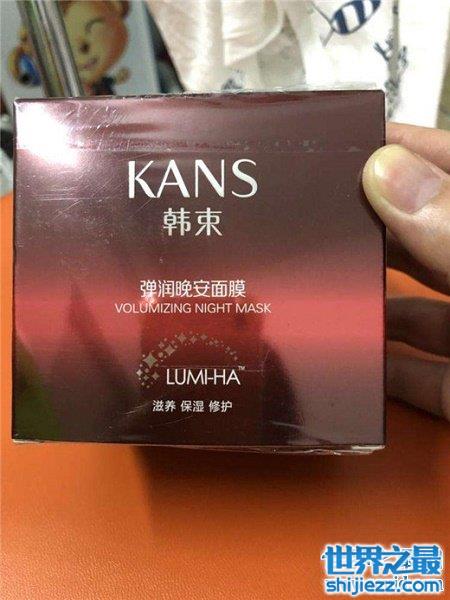 KANS
韩束
弹润晚安面膜
VOLUMIZING NIGHT MASK
LUMI-HA™
滋养 保湿 修护
世界之最
shijiezz.com